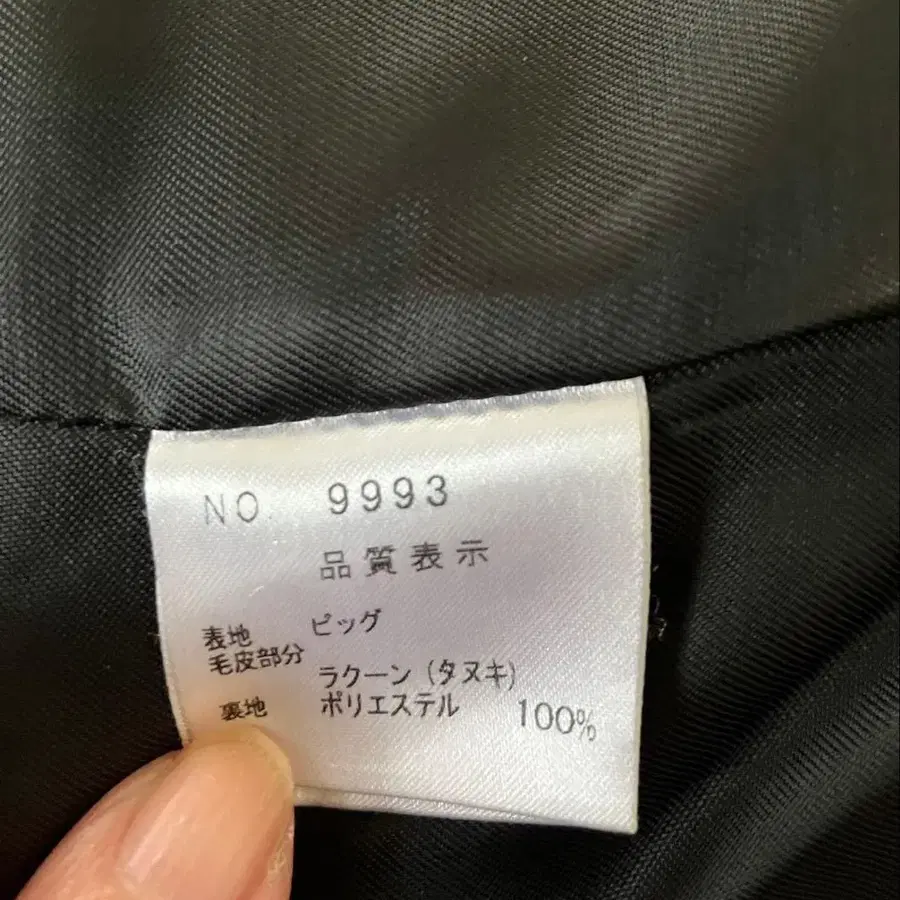 NO. 9993
品質表示
表地 ピッグ
毛皮部分 ラクーン(タヌキ)
裏地 ポリエステル 100%